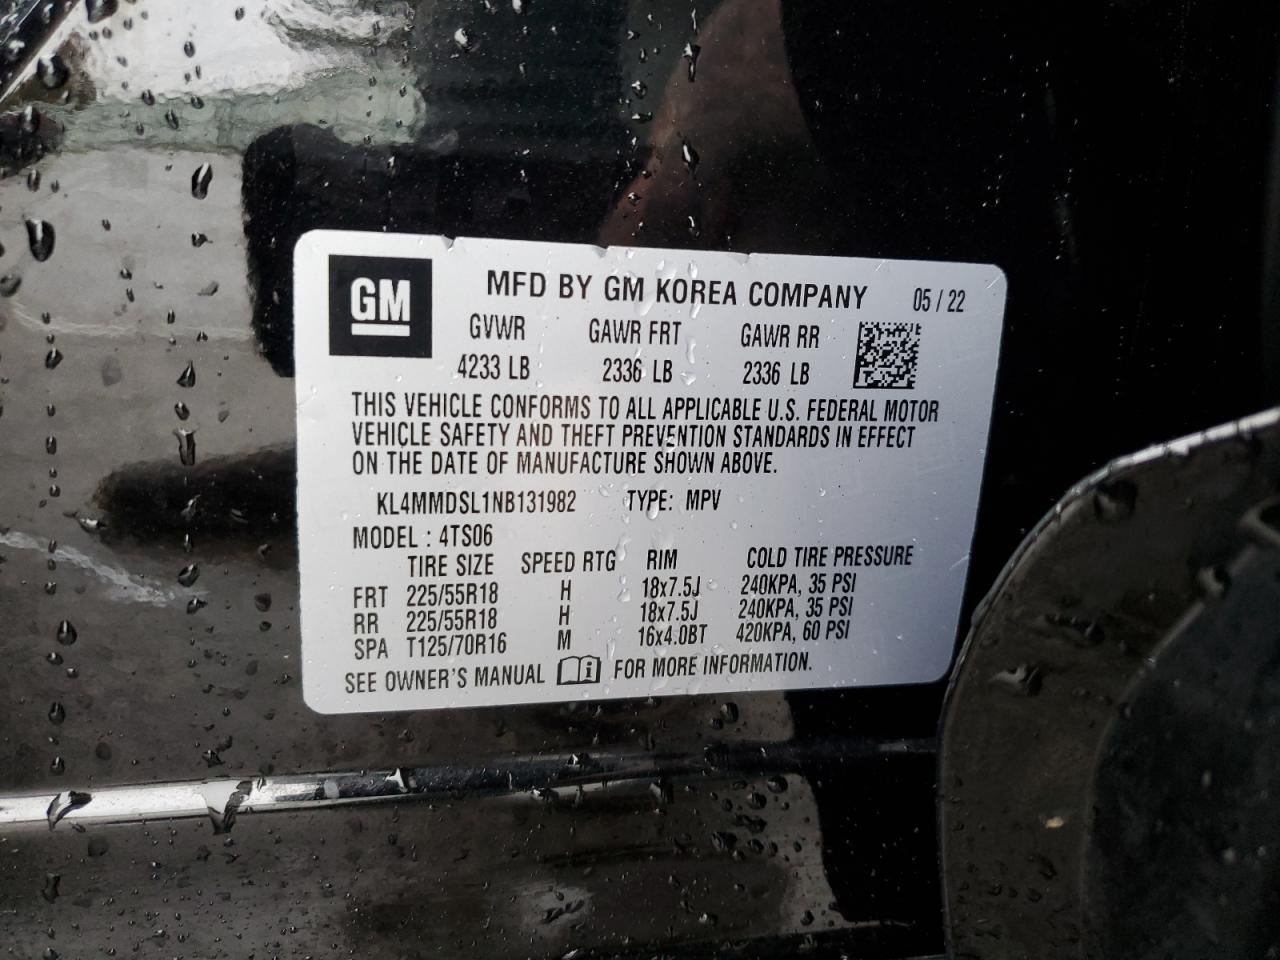 GM MFD BY GM KOREA COMPANY 05 / 22
GVWR GAWR FRT GAWR RR
4233 LB 2336 LB 2336 LB
THIS VEHICLE CONFORMS TO ALL APPLICABLE U.S. FEDERAL MOTOR
VEHICLE SAFETY AND THEFT PREVENTION STANDARDS IN EFFECT
ON THE DATE OF MANUFACTURE SHOWN ABOVE.
KL4MMDSL1NB131982 TYPE: MPV
MODEL : 4TS06
TIRE SIZE SPEED RTG RIM COLD TIRE PRESSURE
FRT 225/55R18 H 18x7.5J 240KPA, 35 PSI
RR 225/55R18 H 18x7.5J 240KPA, 35 PSI
SPA T125/70R16 M 16x4.0BT 420KPA, 60 PSI
SEE OWNER'S MANUAL i FOR MORE INFORMATION.